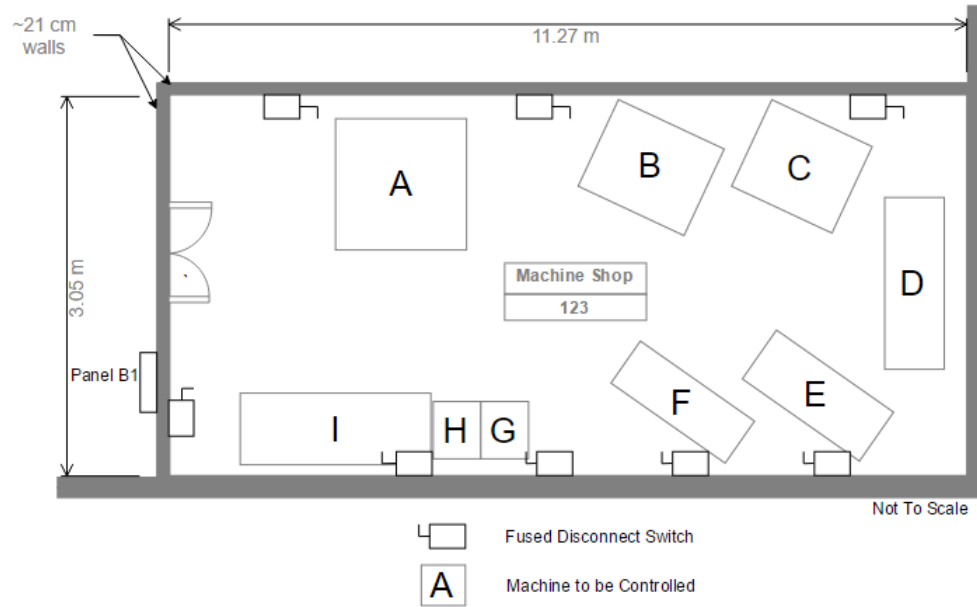 ~21 cm
walls
11.27 m
3.05 m
A
B
C
D
Machine Shop
123
Panel B1
I
H
G
F
E
Not To Scale
Fused Disconnect Switch
A
Machine to be Controlled